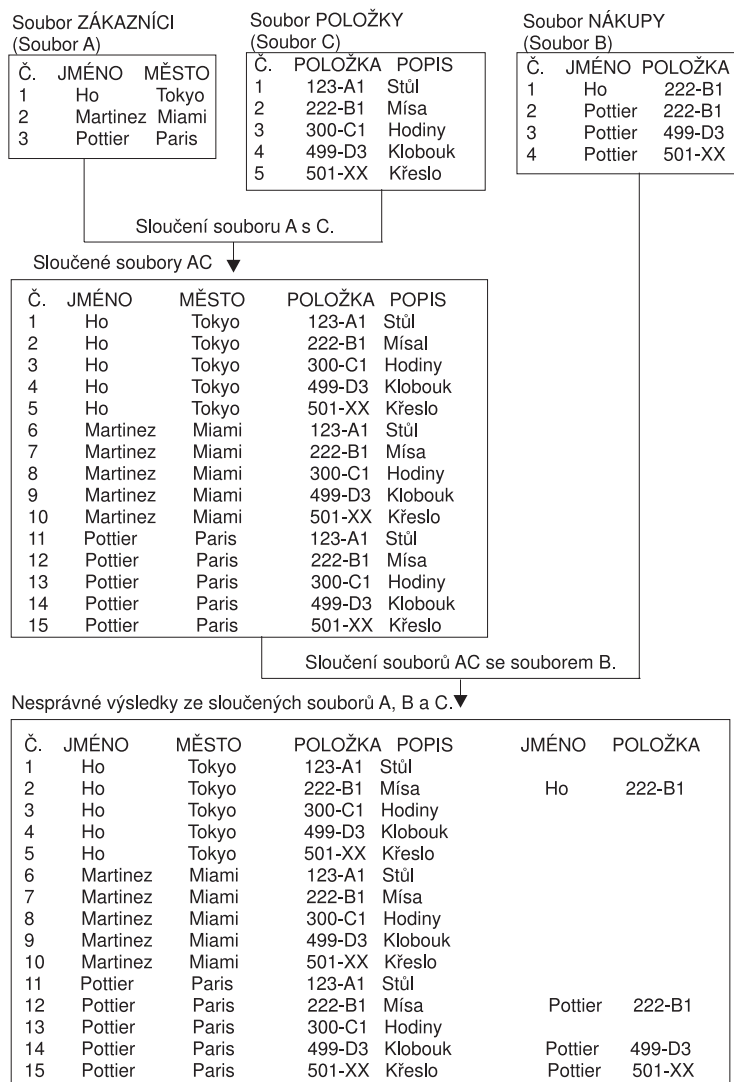 Soubor ZÁKAZNÍCI
(Soubor A)
Č. JMÉNO MĚSTO
1 Ho Tokyo
2 Martinez Miami
3 Pottier Paris
Soubor POLOŽKY
(Soubor C)
Č. POLOŽKA POPIS
1 123-A1 Stůl
2 222-B1 Mísa
3 300-C1 Hodiny
4 499-D3 Klobouk
5 501-XX Křeslo
Soubor NÁKUPY
(Soubor B)
Č. JMÉNO POLOŽKA
1 Ho 222-B1
2 Pottier 222-B1
3 Pottier 499-D3
4 Pottier 501-XX
Sloučení souboru A s C.
Sloučené soubory AC
Č. JMÉNO MĚSTO POLOŽKA POPIS
1 Ho Tokyo 123-A1 Stůl
2 Ho Tokyo 222-B1 Mísal
3 Ho Tokyo 300-C1 Hodiny
4 Ho Tokyo 499-D3 Klobouk
5 Ho Tokyo 501-XX Křeslo
6 Martinez Miami 123-A1 Stůl
7 Martinez Miami 222-B1 Mísa
8 Martinez Miami 300-C1 Hodiny
9 Martinez Miami 499-D3 Klobouk
10 Martinez Miami 501-XX Křeslo
11 Pottier Paris 123-A1 Stůl
12 Pottier Paris 222-B1 Mísa
13 Pottier Paris 300-C1 Hodiny
14 Pottier Paris 499-D3 Klobouk
15 Pottier Paris 501-XX Křeslo
Sloučení souborů AC se souborem B.
Nesprávné výsledky ze sloučených souborů A, B a C.
Č. JMÉNO MĚSTO POLOŽKA POPIS JMÉNO POLOŽKA
1 Ho Tokyo 123-A1 Stůl
2 Ho Tokyo 222-B1 Mísa Ho 222-B1
3 Ho Tokyo 300-C1 Hodiny
4 Ho Tokyo 499-D3 Klobouk
5 Ho Tokyo 501-XX Křeslo
6 Martinez Miami 123-A1 Stůl
7 Martinez Miami 222-B1 Mísa
8 Martinez Miami 300-C1 Hodiny
9 Martinez Miami 499-D3 Klobouk
10 Martinez Miami 501-XX Křeslo
11 Pottier Paris 123-A1 Stůl
12 Pottier Paris 222-B1 Mísa Pottier 222-B1
13 Pottier Paris 300-C1 Hodiny
14 Pottier Paris 499-D3 Klobouk Pottier 499-D3
15 Pottier Paris 501-XX Křeslo Pottier 501-XX